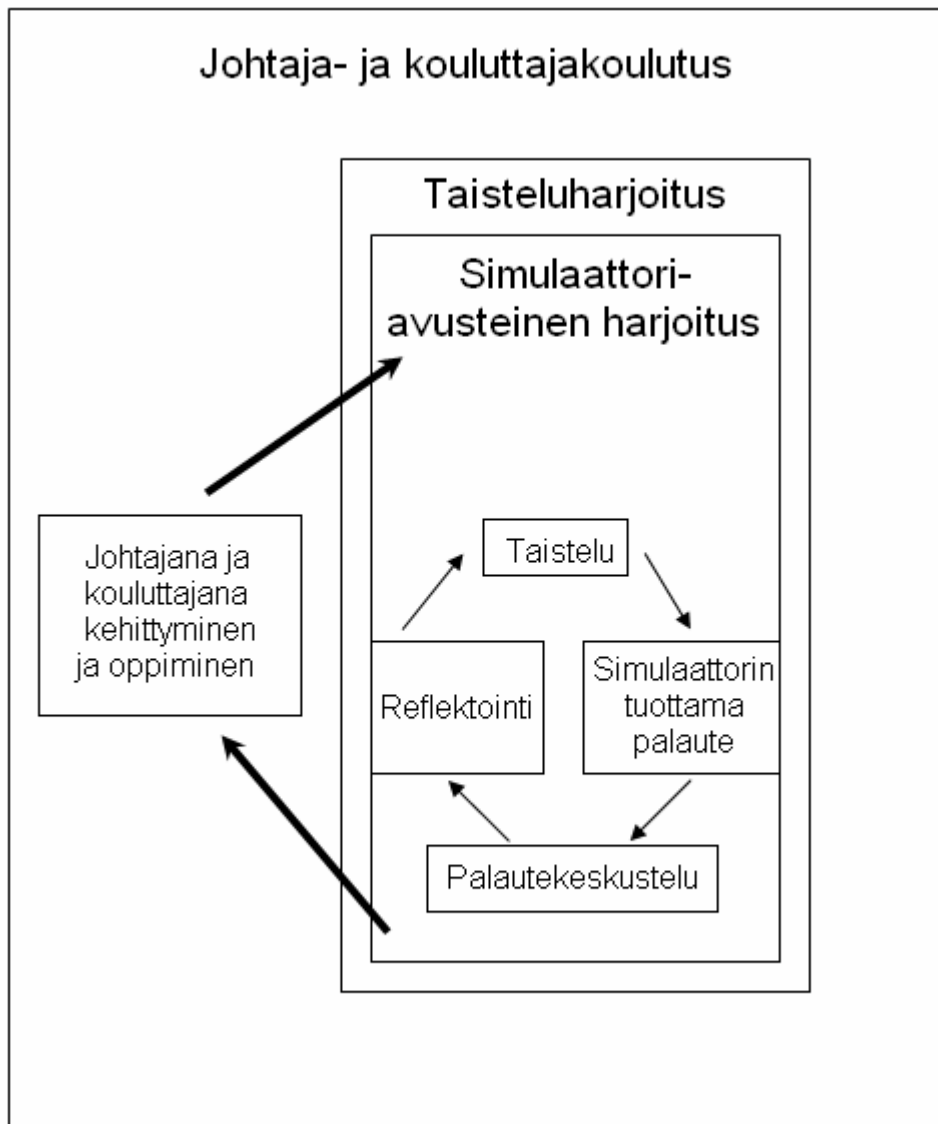 Johtaja- ja kouluttajakoulutus
Taisteluharjoitus
Simulaattori-
avusteinen harjoitus
Taistelu
Johtajana ja
kouluttajana
kehittyminen
ja oppiminen
Reflektointi
Simulaattorin
tuottama
palaute
Palautekeskustelu